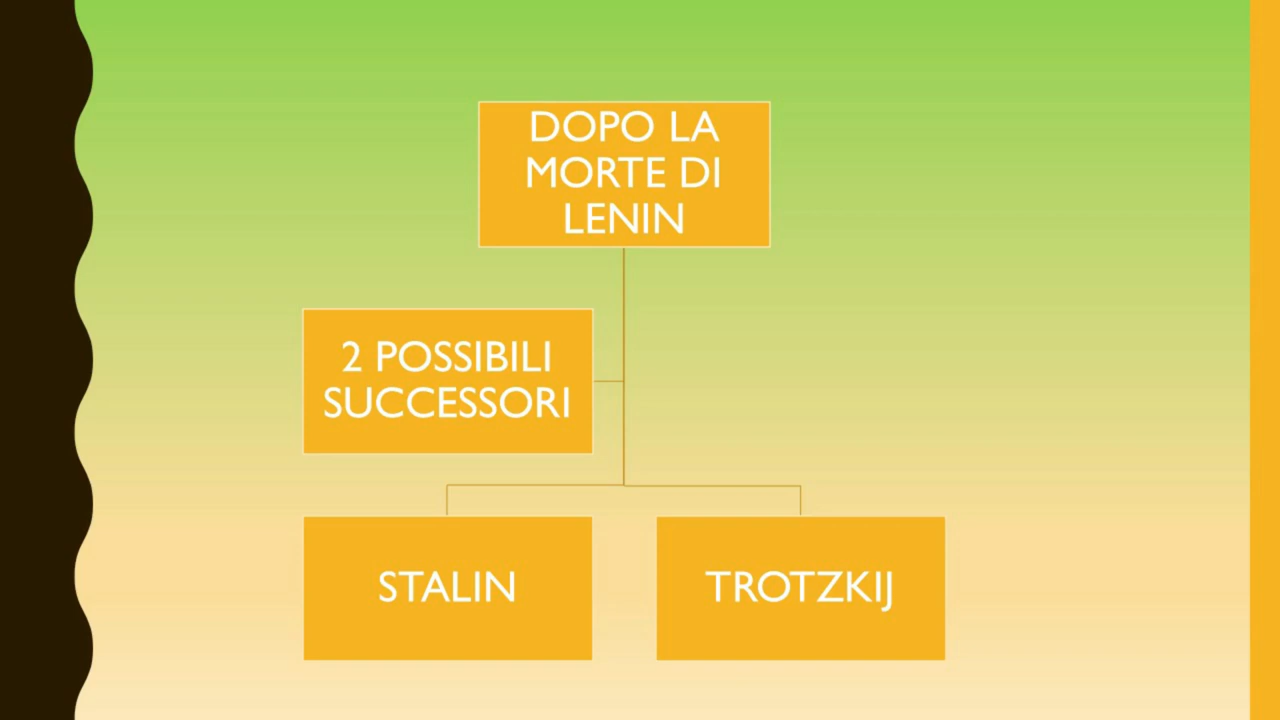 DOPO LA
MORTE DI
LENIN
2 POSSIBILI
SUCCESSORI
STALIN
TROTZKIJ